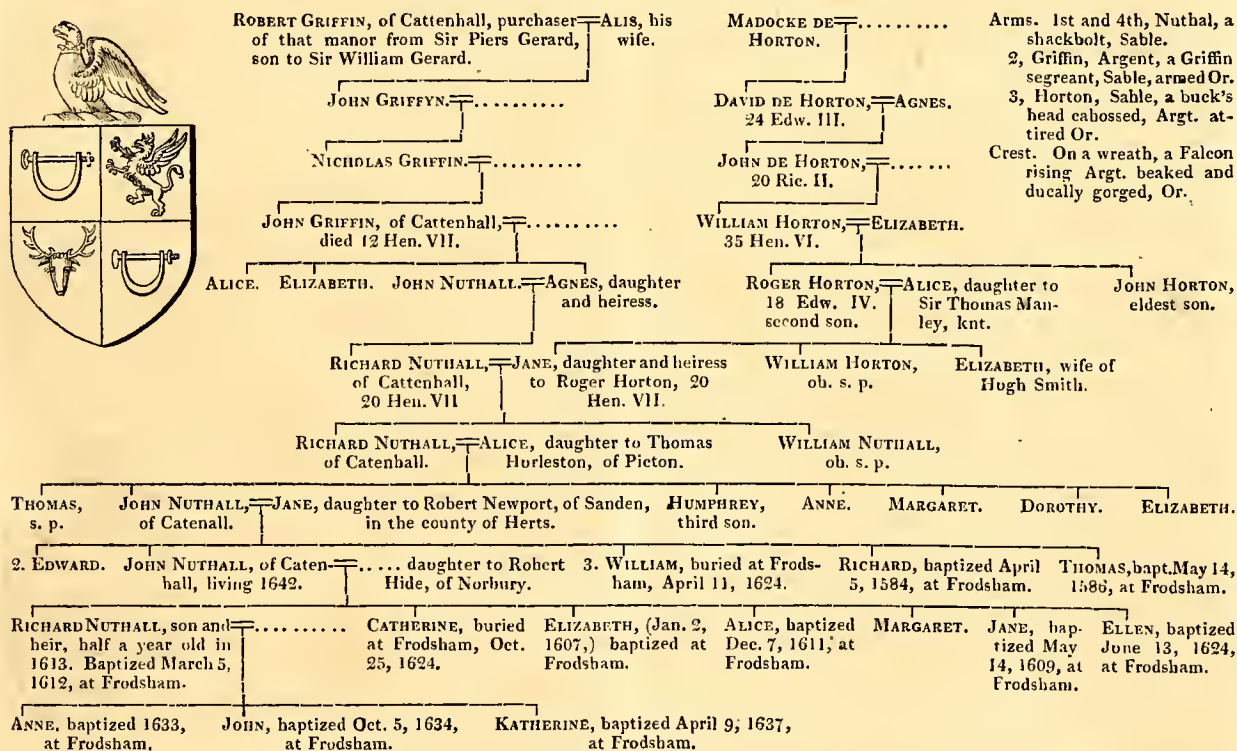 ROBERT GRIFFIN, of Cattenhall, purchaser
of that manor from Sir Piers Gerard,
son to Sir William Gerard.
ALIS, his
wife.
MADOCKE DE
HORTON.
..........
Arms. 1st and 4th, Nuthal, a
shackbolt, Sable.
2, Griffin, Argent, a Griffin
segreant, Sable, armed Or.
3, Horton, Sable, a buck's
head cabossed, Argt. at-
tired Or.
Crest. On a wreath, a Falcon
rising Argt. beaked and
ducally gorged, Or.
JOHN GRIFFYN. ..........
DAVID DE HORTON,
24 Edw. III.
AGNES.
NICHOLAS GRIFFIN. ..........
JOHN DE HORTON,
20 Ric. II.
.......
JOHN GRIFFIN, of Cattenhall,
died 12 Hen. VII.
..........
WILLIAM HORTON,
35 Hen. VI.
ELIZABETH.
ALICE.
ELIZABETH.
JOHN NUTHALL.
AGNES, daughter
and heiress.
ROGER HORTON,
18 Edw. IV.
second son.
ALICE, daughter to
Sir Thomas Man-
ley, knt.
JOHN HORTON,
eldest son.
RICHARD NUTHALL,
of Cattenhall,
20 Hen. VII
JANE, daughter and heiress
to Roger Horton, 20
Hen. VII.
WILLIAM HORTON,
ob. s. p.
ELIZABETH, wife of
Hugh Smith.
RICHARD NUTHALL,
of Catenhall.
ALICE, daughter to Thomas
Hurleston, of Picton.
WILLIAM NUTHALL,
ob. s. p.
THOMAS,
s. p.
JOHN NUTHALL,
of Catenall.
JANE, daughter to Robert Newport, of Sanden,
in the county of Herts.
HUMPHREY,
third son.
ANNE.
MARGARET.
DOROTHY.
ELIZABETH.
2. EDWARD.
JOHN NUTHALL, of Caten-
hall, living 1642.
..... daughter to Robert
Hide, of Norbury.
3. WILLIAM, buried at Frods-
ham, April 11, 1624.
RICHARD, baptized April
5, 1584, at Frodsham.
THOMAS, bapt. May 14,
1586, at Frodsham.
RICHARD NUTHALL, son and
heir, half a year old in
1613. Baptized March 5,
1612, at Frodsham.
..........
CATHERINE, buried
at Frodsham, Oct.
25, 1624.
ELIZABETH, (Jan. 2,
1607,) baptized at
Frodsham.
ALICE, baptized
Dec. 7, 1611, at
Frodsham.
MARGARET.
JANE, bap-
tized May
14, 1609, at
Frodsham.
ELLEN, baptized
June 13, 1624,
at Frodsham.
ANNE, baptized 1633,
at Frodsham.
JOHN, baptized Oct. 5, 1634,
at Frodsham.
KATHERINE, baptized April 9, 1637,
at Frodsham.